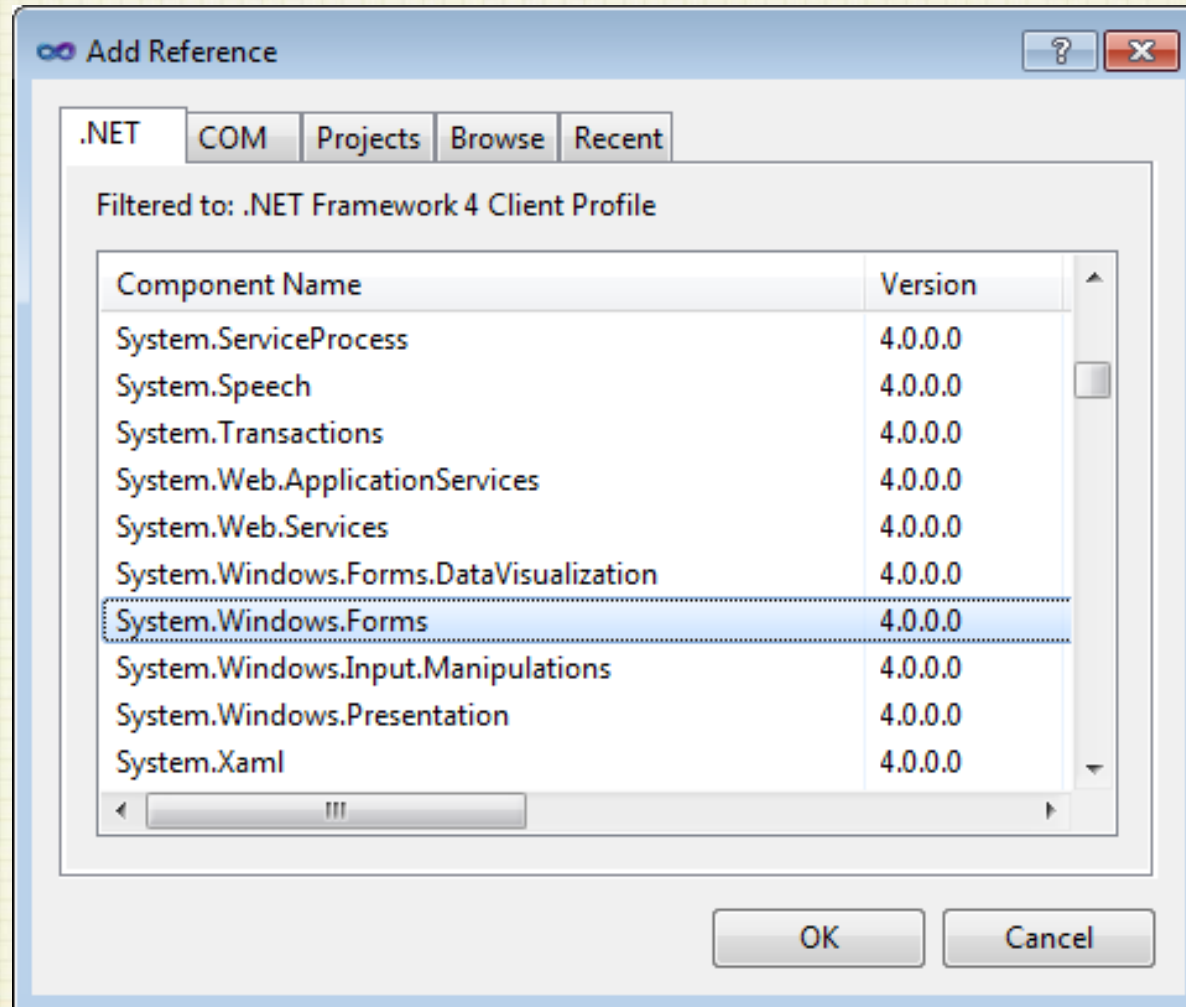 Add Reference
.NET COM Projects Browse Recent
Filtered to: .NET Framework 4 Client Profile
Component Name Version
System.ServiceProcess 4.0.0.0
System.Speech 4.0.0.0
System.Transactions 4.0.0.0
System.Web.ApplicationServices 4.0.0.0
System.Web.Services 4.0.0.0
System.Windows.Forms.DataVisualization 4.0.0.0
System.Windows.Forms 4.0.0.0
System.Windows.Input.Manipulations 4.0.0.0
System.Windows.Presentation 4.0.0.0
System.Xaml 4.0.0.0
OK Cancel